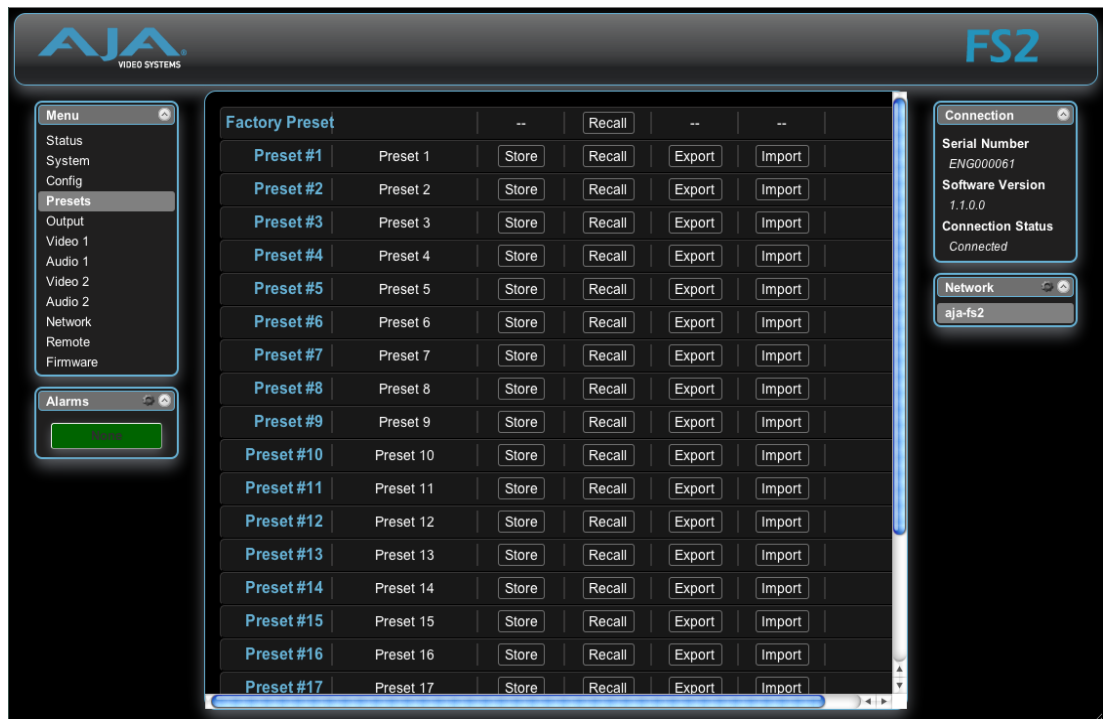 AJA
VIDEO SYSTEMS
FS2
Menu
Status
System
Config
Presets
Output
Video 1
Audio 1
Video 2
Audio 2
Network
Remote
Firmware
Alarms
None
Factory Preset -- Recall -- --
Preset #1 Preset 1 Store Recall Export Import
Preset #2 Preset 2 Store Recall Export Import
Preset #3 Preset 3 Store Recall Export Import
Preset #4 Preset 4 Store Recall Export Import
Preset #5 Preset 5 Store Recall Export Import
Preset #6 Preset 6 Store Recall Export Import
Preset #7 Preset 7 Store Recall Export Import
Preset #8 Preset 8 Store Recall Export Import
Preset #9 Preset 9 Store Recall Export Import
Preset #10 Preset 10 Store Recall Export Import
Preset #11 Preset 11 Store Recall Export Import
Preset #12 Preset 12 Store Recall Export Import
Preset #13 Preset 13 Store Recall Export Import
Preset #14 Preset 14 Store Recall Export Import
Preset #15 Preset 15 Store Recall Export Import
Preset #16 Preset 16 Store Recall Export Import
Preset #17 Preset 17 Store Recall Export Import
Connection
Serial Number
ENG000061
Software Version
1.1.0.0
Connection Status
Connected
Network
aja-fs2